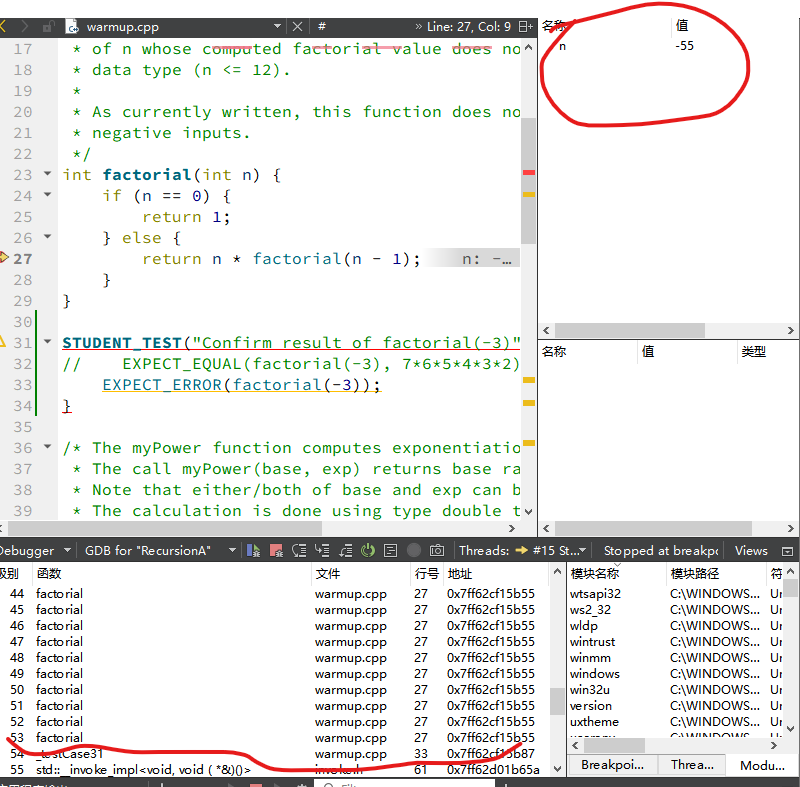 warmup.cpp
#
» Line: 27, Col: 9
17 * of n whose computed factorial value does no
18 * data type (n <= 12).
19 *
20 * As currently written, this function does no
21 * negative inputs.
22 */
23 int factorial(int n) {
24 if (n == 0) {
25 return 1;
26 } else {
27 return n * factorial(n - 1); n: -…
28 }
29 }
30
31 STUDENT_TEST("Confirm result of factorial(-3)"
32 // EXPECT_EQUAL(factorial(-3), 7*6*5*4*3*2)
33 EXPECT_ERROR(factorial(-3));
34 }
35
36 /* The myPower function computes exponentiatio
37 * The call myPower(base, exp) returns base ra
38 * Note that either/both of base and exp can b
39 * The calculation is done using type double t
名称 值
n -55
名称 值 类型
Debugger GDB for "RecursionA" Threads: #15 St... Stopped at breakpo Views
级别 函数 文件 行号 地址
44 factorial warmup.cpp 27 0x7ff62cf15b55
45 factorial warmup.cpp 27 0x7ff62cf15b55
46 factorial warmup.cpp 27 0x7ff62cf15b55
47 factorial warmup.cpp 27 0x7ff62cf15b55
48 factorial warmup.cpp 27 0x7ff62cf15b55
49 factorial warmup.cpp 27 0x7ff62cf15b55
50 factorial warmup.cpp 27 0x7ff62cf15b55
51 factorial warmup.cpp 27 0x7ff62cf15b55
52 factorial warmup.cpp 27 0x7ff62cf15b55
53 factorial warmup.cpp 27 0x7ff62cf15b55
54 _testCase31 warmup.cpp 33 0x7ff62cf15b87
55 std::__invoke_impl<void, void ( *&)()> invoke.h 61 0x7ff62d01b65a
模块名称 模块路径 符
wtsapi32 C:\WINDOWS... Ur
ws2_32 C:\WINDOWS... Ur
wldp C:\WINDOWS... Ur
wintrust C:\WINDOWS... Ur
winmm C:\WINDOWS... Ur
windows C:\WINDOWS... Ur
win32u C:\WINDOWS... Ur
version C:\WINDOWS... Ur
uxtheme C:\WINDOWS... Ur
Breakpoi... Threa... Modu...